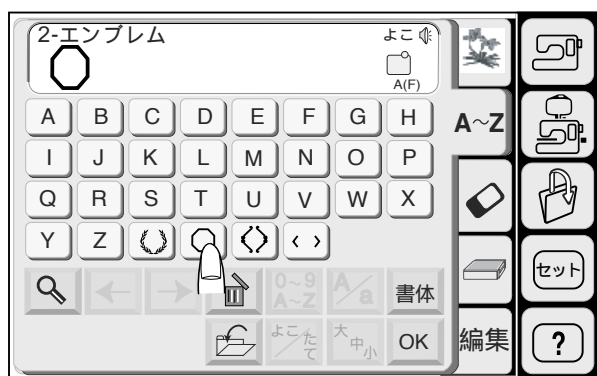 2-エンブレム よこ
A(F)
A B C D E F G H
A~Z
I J K L M N O P
Q R S T U V W X
Y Z
セット
0~9
A~Z
A/a
書体
よこ/たて
大中小
OK
編集
?